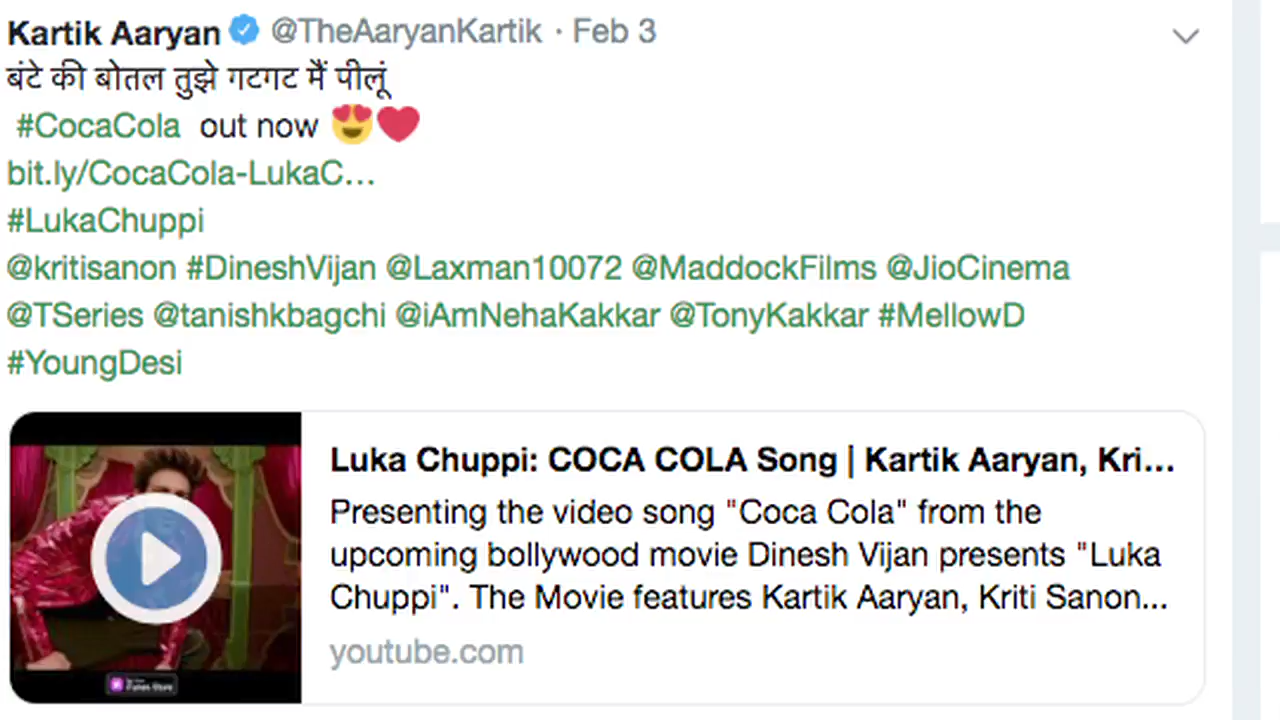 Kartik Aaryan @TheAaryanKartik · Feb 3
बंटे की बोतल तुझे गटगट मैं पीलूं
#CocaCola out now 😍❤️
bit.ly/CocaCola-LukaC…
#LukaChuppi
@kritisanon #DineshVijan @Laxman10072 @MaddockFilms @JioCinema
@TSeries @tanishkbagchi @iAmNehaKakkar @TonyKakkar #MellowD
#YoungDesi
Luka Chuppi: COCA COLA Song | Kartik Aaryan, Kri...
Presenting the video song "Coca Cola" from the
upcoming bollywood movie Dinesh Vijan presents "Luka
Chuppi". The Movie features Kartik Aaryan, Kriti Sanon...
youtube.com
iTunes Store